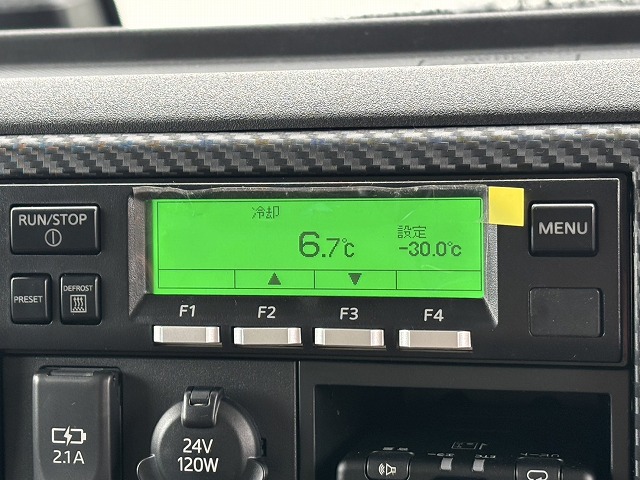 RUN/STOP
冷却
6.7℃
設定
-30.0℃
MENU
▲ ▼
PRESET
DEFROST
F1 F2 F3 F4
2.1A
24V
120W